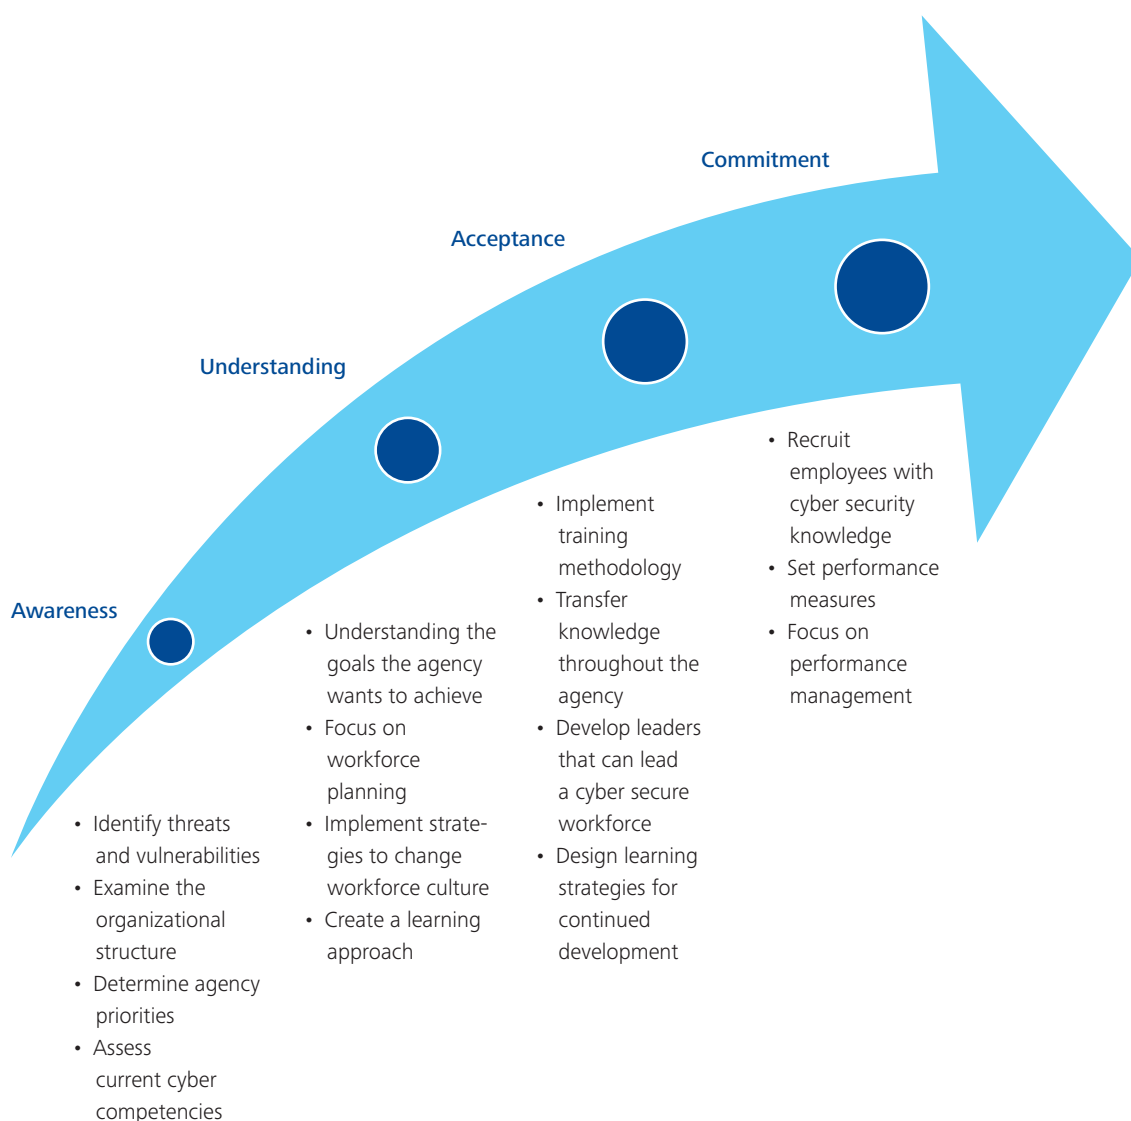 Commitment
Acceptance
Understanding
Awareness
• Identify threats
and vulnerabilities
• Examine the
organizational
structure
• Determine agency
priorities
• Assess
current cyber
competencies
• Understanding the
goals the agency
wants to achieve
• Focus on
workforce
planning
• Implement strate-
gies to change
workforce culture
• Create a learning
approach
• Implement
training
methodology
• Transfer
knowledge
throughout the
agency
• Develop leaders
that can lead
a cyber secure
workforce
• Design learning
strategies for
continued
development
• Recruit
employees with
cyber security
knowledge
• Set performance
measures
• Focus on
performance
management